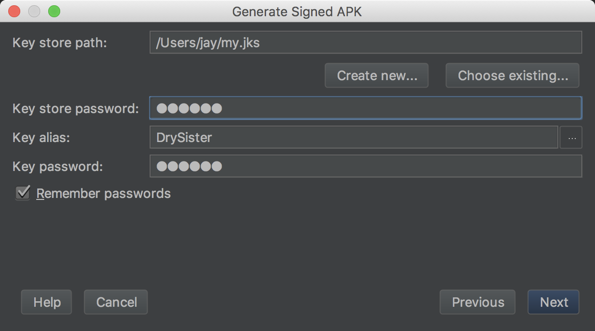 Generate Signed APK
Key store path: /Users/jay/my.jks
Create new... Choose existing...
Key store password: ●●●●●●
Key alias: DrySister ...
Key password: ●●●●●●
Remember passwords
Help Cancel Previous Next